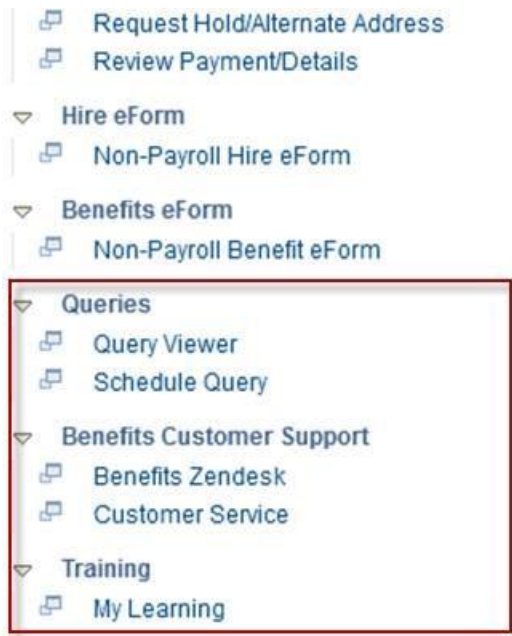 Request Hold/Alternate Address
Review Payment/Details
Hire eForm
Non-Payroll Hire eForm
Benefits eForm
Non-Payroll Benefit eForm
Queries
Query Viewer
Schedule Query
Benefits Customer Support
Benefits Zendesk
Customer Service
Training
My Learning